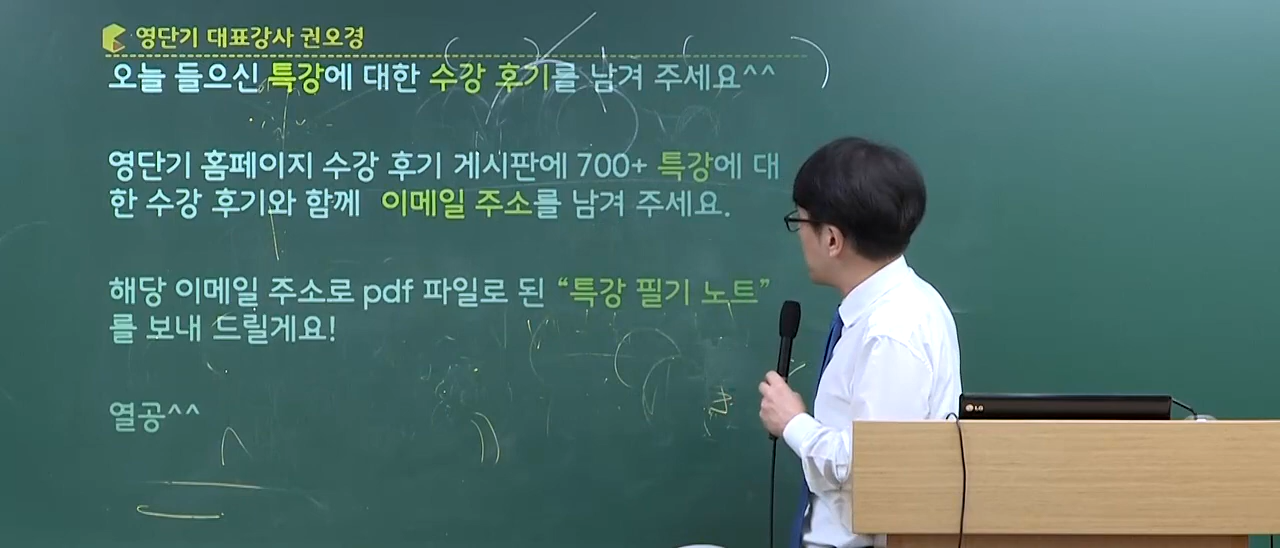 영단기 대표강사 권오경
오늘 들으신 특강에 대한 수강 후기를 남겨 주세요^^
영단기 홈페이지 수강 후기 게시판에 700+ 특강에 대
한 수강 후기와 함께 이메일 주소를 남겨 주세요.
해당 이메일 주소로 pdf 파일로 된 “특강 필기 노트”
를 보내 드릴게요!
열공^^
LG